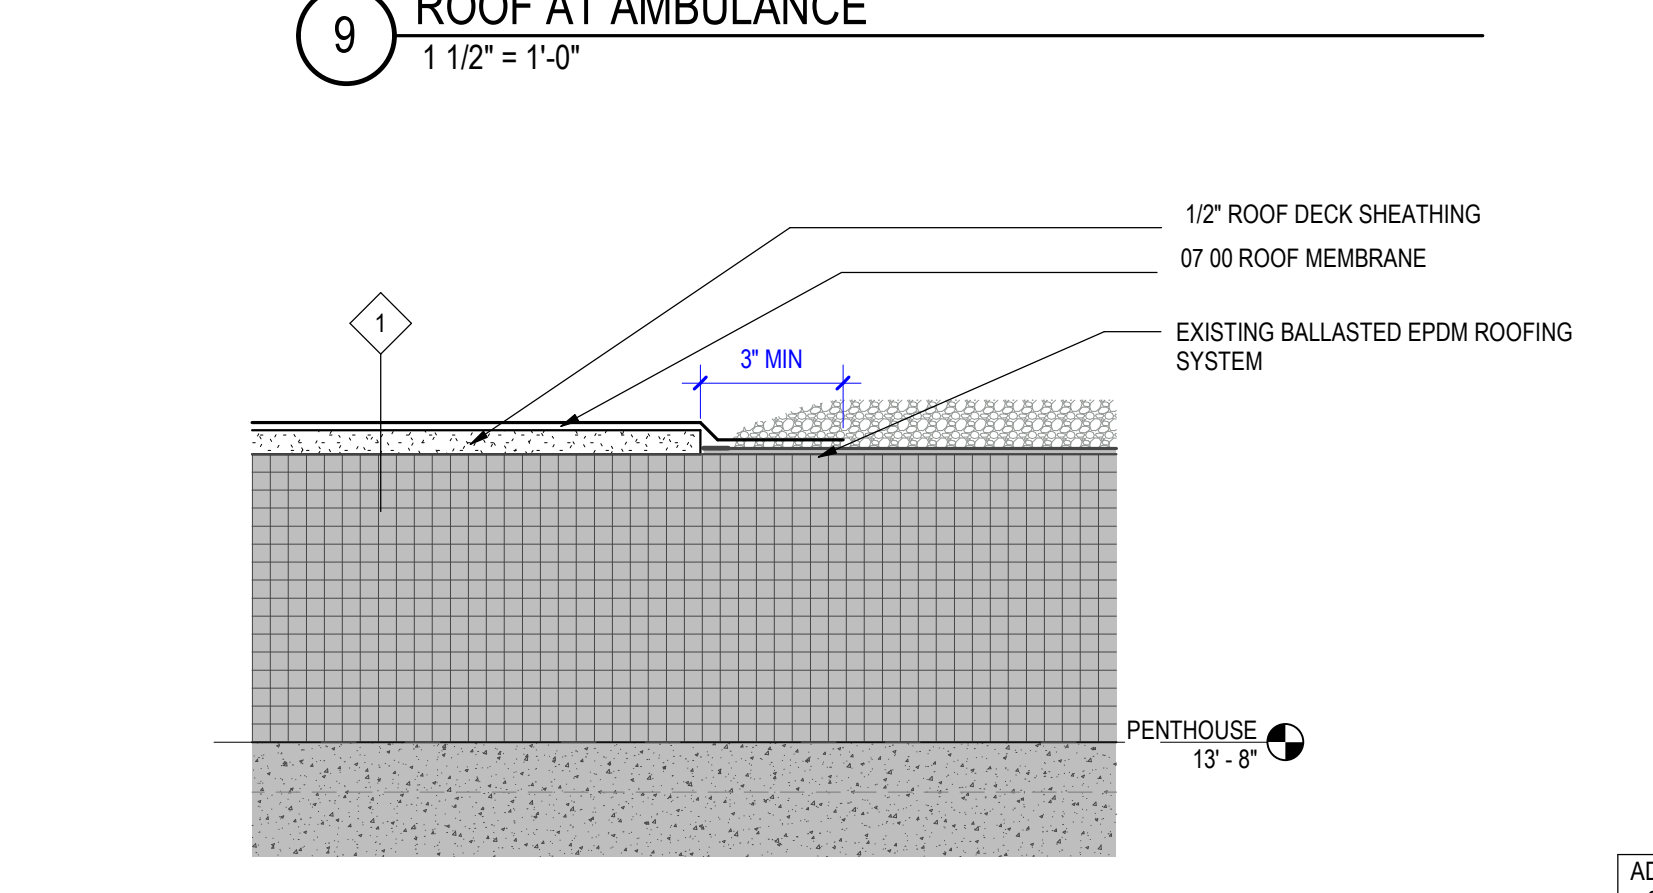 ROOF AT AMBULANCE
9
1 1/2" = 1'-0"
1/2" ROOF DECK SHEATHING
07 00 ROOF MEMBRANE
EXISTING BALLASTED EPDM ROOFING
SYSTEM
1
3" MIN
PENTHOUSE
13' - 8"